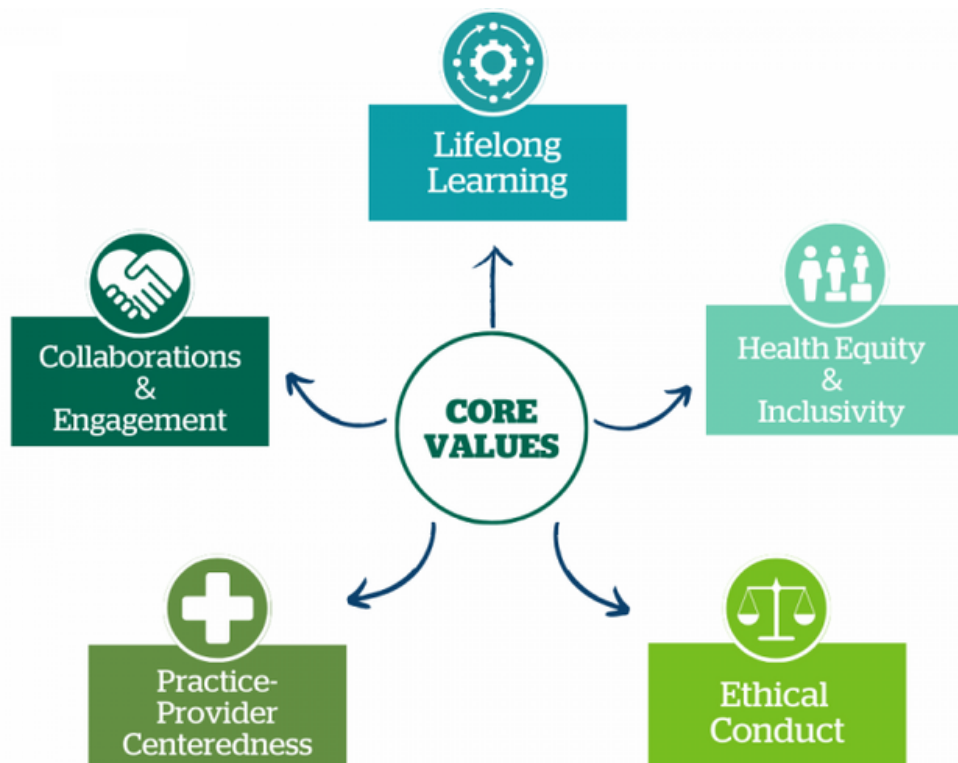 Lifelong
Learning
Collaborations
&
Engagement
Health Equity
&
Inclusivity
CORE
VALUES
Practice-
Provider
Centeredness
Ethical
Conduct